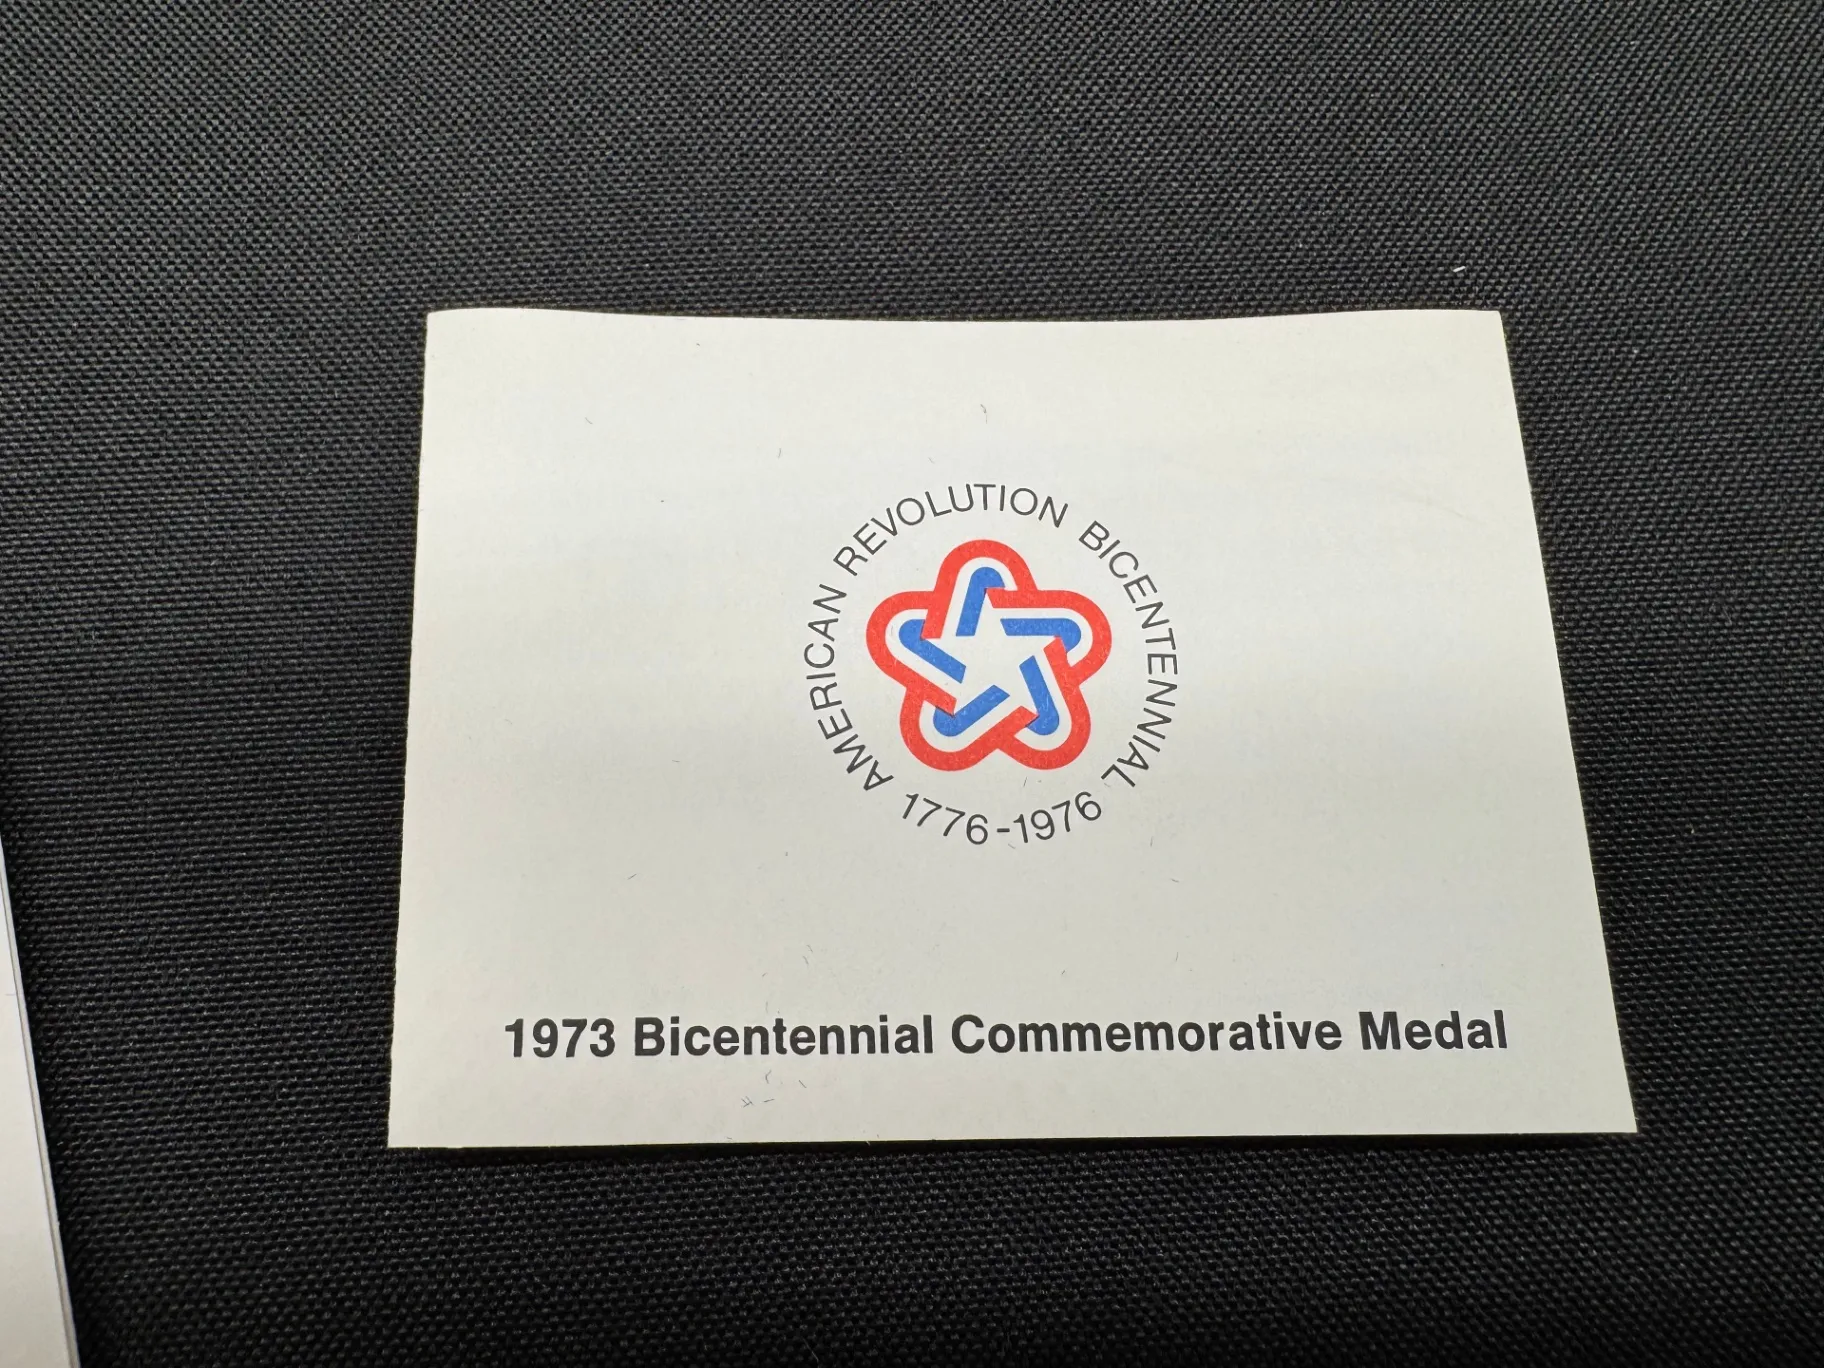 AMERICAN REVOLUTION BICENTENNIAL
1776-1976
1973 Bicentennial Commemorative Medal